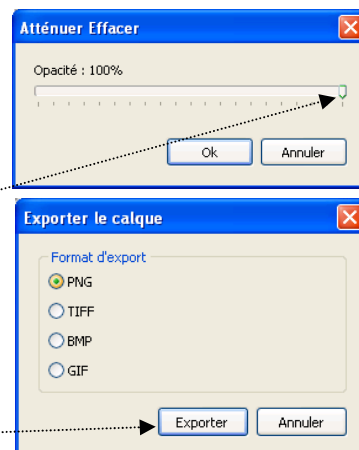 Atténuer Effacer
Opacité : 100%
Ok Annuler
Exporter le calque
Format d'export
PNG
TIFF
BMP
GIF
Exporter Annuler